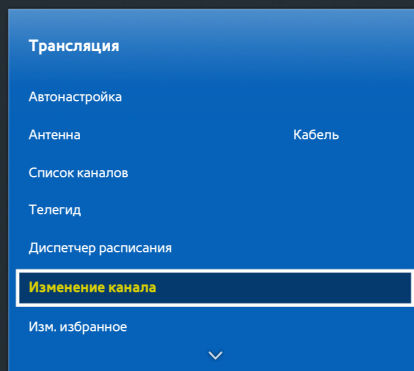 Трансляция
Автонастройка
Антенна Кабель
Список каналов
Телегид
Диспетчер расписания
Изменение канала
Изм. избранное